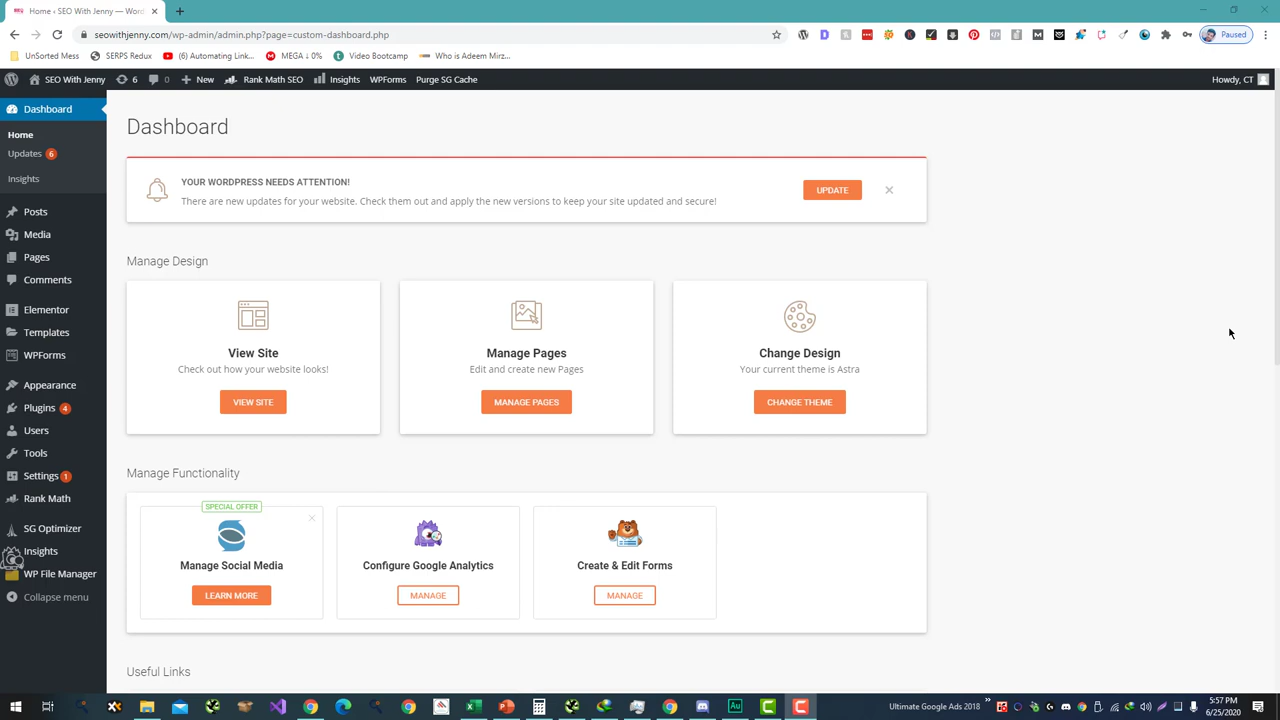 Home ‹ SEO With Jenny — Wor
seowithjenny.com/wp-admin/admin.php?page=custom-dashboard.php
Paused
UnSorted Mess
SERPS Redux
(6) Automating Link...
MEGA ↓ 0%
Video Bootcamp
Who is Adeem Mirz...
SEO With Jenny
6
0
New
Rank Math SEO
Insights
WPForms
Purge SG Cache
Howdy, CT
Dashboard
Home
Updates 6
Insights
Posts
Media
Pages
Comments
Elementor
Templates
WPForms
Appearance
Plugins 4
Users
Tools
Settings 1
Rank Math
SG Optimizer
Insights
WP File Manager
Collapse menu
Dashboard
YOUR WORDPRESS NEEDS ATTENTION!
There are new updates for your website. Check them out and apply the new versions to keep your site updated and secure!
UPDATE
Manage Design
View Site
Check out how your website looks!
VIEW SITE
Manage Pages
Edit and create new Pages
MANAGE PAGES
Change Design
Your current theme is Astra
CHANGE THEME
Manage Functionality
SPECIAL OFFER
Manage Social Media
LEARN MORE
Configure Google Analytics
MANAGE
Create & Edit Forms
MANAGE
Useful Links
Ultimate Google Ads 2018
5:57 PM
6/25/2020